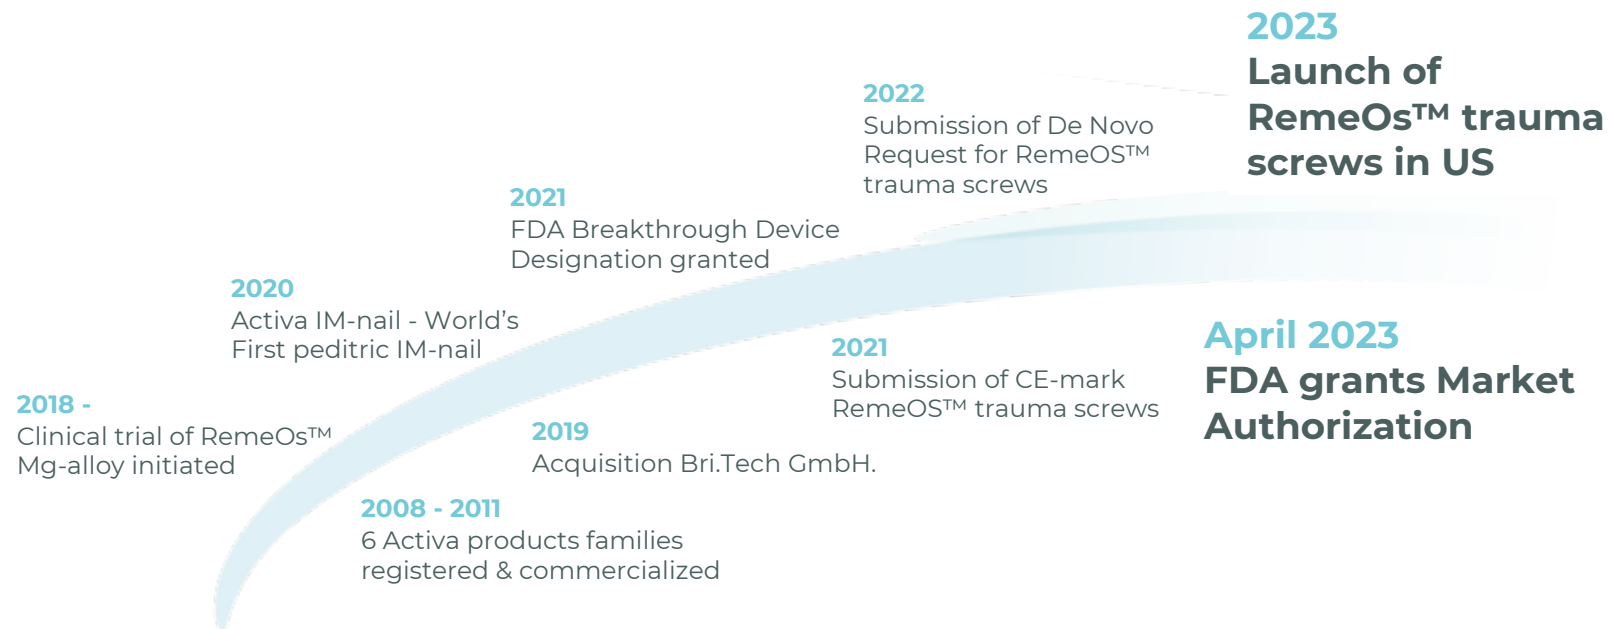 2023
Launch of
RemeOs™ trauma
screws in US
2022
Submission of De Novo
Request for RemeOS™
trauma screws
2021
FDA Breakthrough Device
Designation granted
2020
Activa IM-nail - World’s
First peditric IM-nail
2018 -
Clinical trial of RemeOs™
Mg-alloy initiated
April 2023
FDA grants Market
Authorization
2021
Submission of CE-mark
RemeOS™ trauma screws
2019
Acquisition Bri.Tech GmbH.
2008 - 2011
6 Activa products families
registered & commercialized